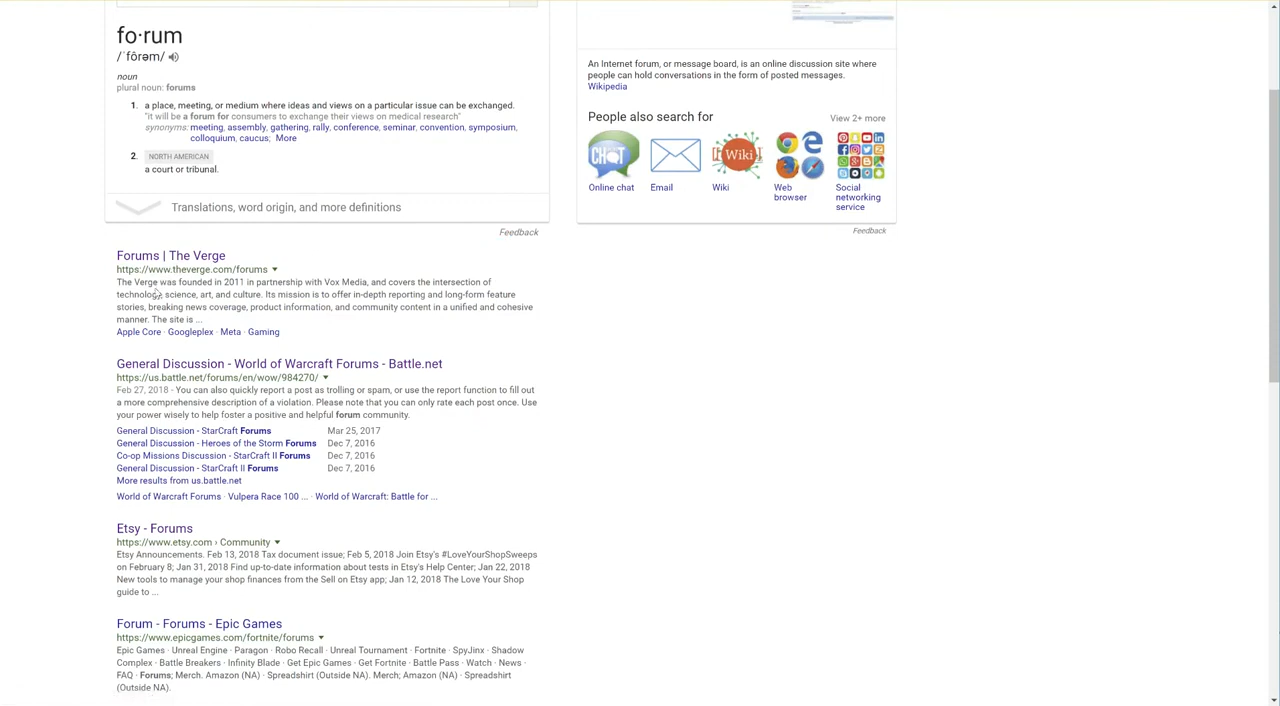 fo·rum
/ˈfôrəm/
noun
plural noun: forums
1. a place, meeting, or medium where ideas and views on a particular issue can be exchanged.
"it will be a forum for consumers to exchange their views on medical research"
synonyms: meeting, assembly, gathering, rally, conference, seminar, convention, symposium,
colloquium, caucus; More
2. NORTH AMERICAN
a court or tribunal.
Translations, word origin, and more definitions
Feedback
Forums | The Verge
https://www.theverge.com/forums
The Verge was founded in 2011 in partnership with Vox Media, and covers the intersection of
technology, science, art, and culture. Its mission is to offer in-depth reporting and long-form feature
stories, breaking news coverage, product information, and community content in a unified and cohesive
manner. The site is ...
Apple Core · Googleplex · Meta · Gaming
General Discussion - World of Warcraft Forums - Battle.net
https://us.battle.net/forums/en/wow/984270/
Feb 27, 2018 - You can also quickly report a post as trolling or spam, or use the report function to fill out
a more comprehensive description of a violation. Please note that you can only rate each post once. Use
your power wisely to help foster a positive and helpful forum community.
General Discussion - StarCraft Forums Mar 25, 2017
General Discussion - Heroes of the Storm Forums Dec 7, 2016
Co-op Missions Discussion - StarCraft II Forums Dec 7, 2016
General Discussion - StarCraft II Forums Dec 7, 2016
More results from us.battle.net
World of Warcraft Forums · Vulpera Race 100 ... · World of Warcraft: Battle for ...
Etsy - Forums
https://www.etsy.com › Community
Etsy Announcements. Feb 13, 2018 Tax document issue; Feb 5, 2018 Join Etsy's #LoveYourShopSweeps
on February 8; Jan 31, 2018 Find up-to-date information about tests in Etsy's Help Center; Jan 22, 2018
New tools to manage your shop finances from the Sell on Etsy app; Jan 12, 2018 The Love Your Shop
guide to ...
Forum - Forums - Epic Games
https://www.epicgames.com/fortnite/forums
Epic Games · Unreal Engine · Paragon · Robo Recall · Unreal Tournament · Fortnite · SpyJinx · Shadow
Complex · Battle Breakers · Infinity Blade · Get Epic Games · Get Fortnite · Battle Pass · Watch · News ·
FAQ · Forums; Merch. Amazon (NA) · Spreadshirt (Outside NA). Merch; Amazon (NA) · Spreadshirt
(Outside NA).
An Internet forum, or message board, is an online discussion site where
people can hold conversations in the form of posted messages.
Wikipedia
People also search for
View 2+ more
CHAT
Wiki
Online chat
Email
Wiki
Web
browser
Social
networking
service
Feedback